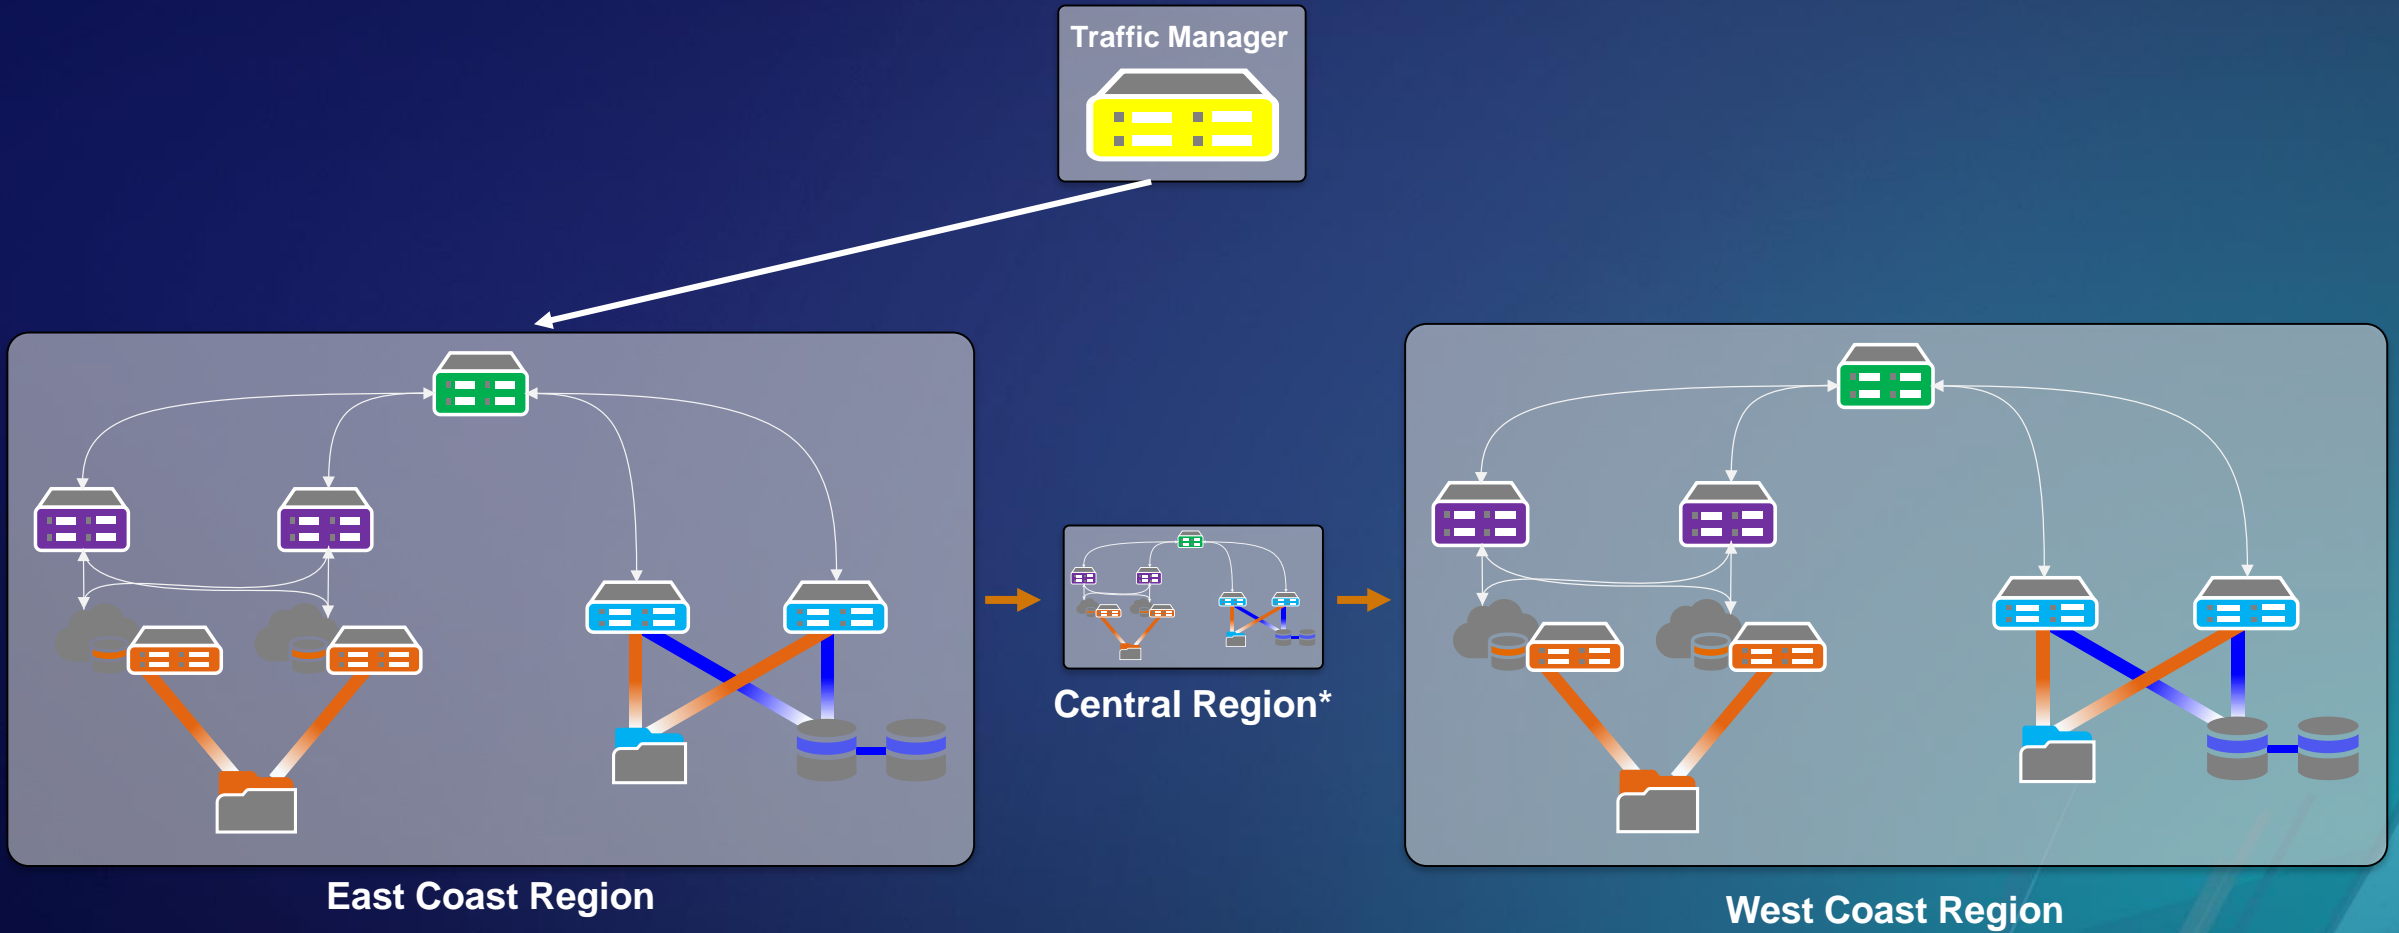 Traffic Manager
Central Region*
East Coast Region
West Coast Region